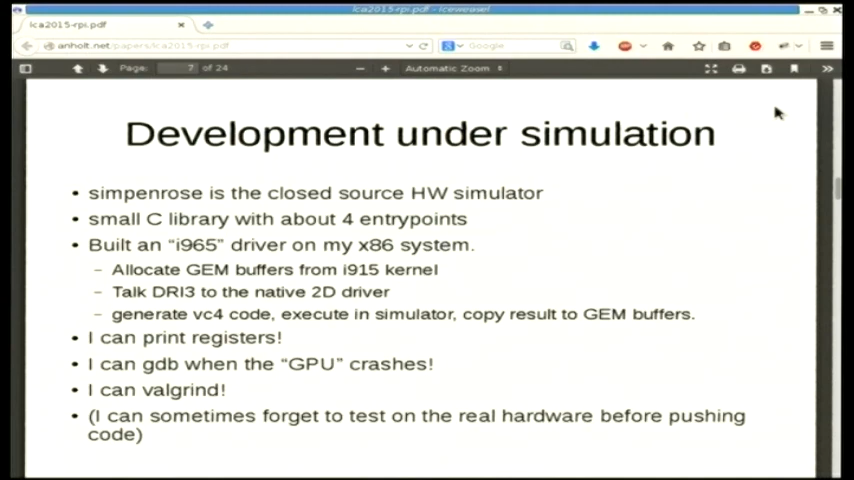 lca2015-rpi.pdf - Iceweasel
lca2015-rpi.pdf
anholt.net/papers/lca2015-rpi.pdf
Google
Page: 7 of 24
Automatic Zoom
Development under simulation
• simpenrose is the closed source HW simulator
• small C library with about 4 entrypoints
• Built an “i965” driver on my x86 system.
– Allocate GEM buffers from i915 kernel
– Talk DRI3 to the native 2D driver
– generate vc4 code, execute in simulator, copy result to GEM buffers.
• I can print registers!
• I can gdb when the “GPU” crashes!
• I can valgrind!
• (I can sometimes forget to test on the real hardware before pushing
code)